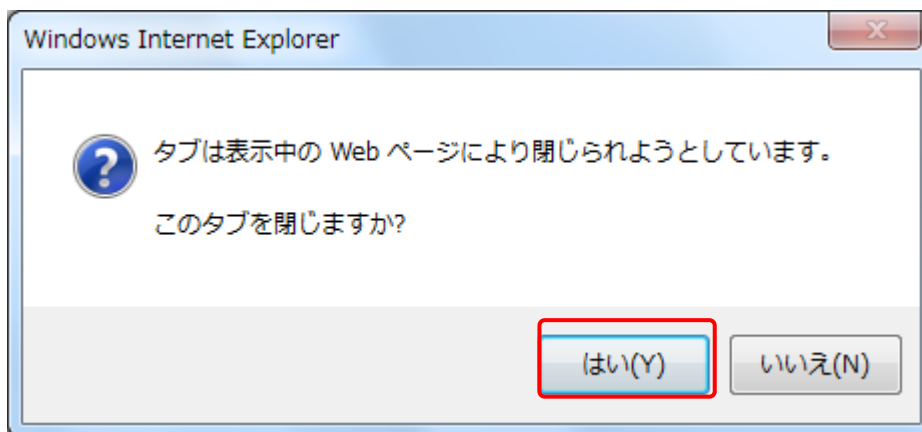 Windows Internet Explorer
タブは表示中の Web ページにより閉じられようとしています。
このタブを閉じますか?
はい(Y)
いいえ(N)